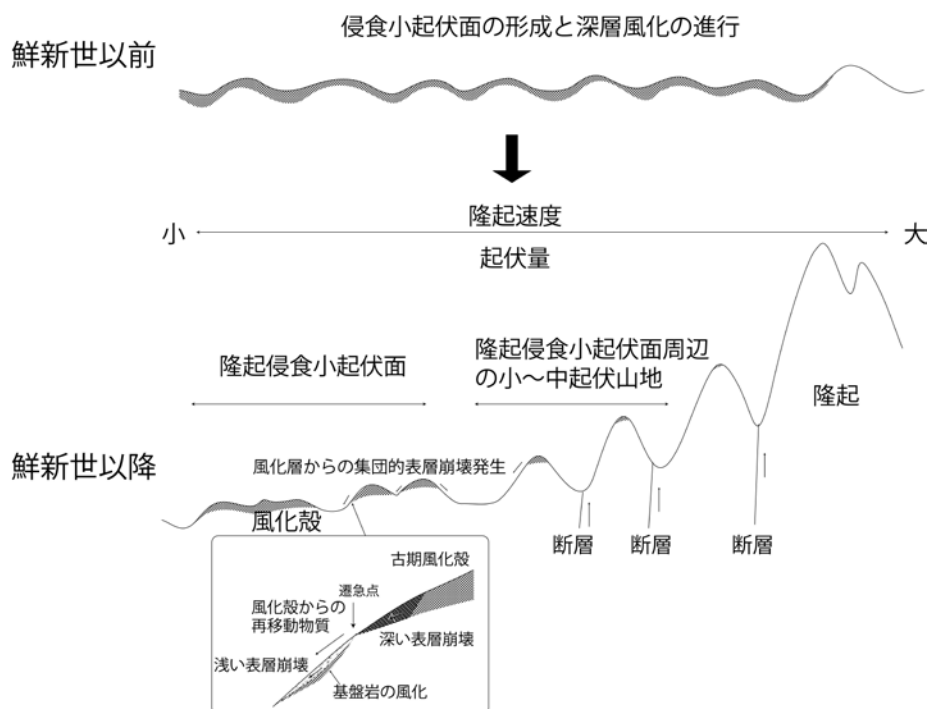 侵食小起伏面の形成と深層風化の進行
鮮新世以前
隆起速度
小
大
起伏量
隆起侵食小起伏面
隆起侵食小起伏面周辺
の小〜中起伏山地
隆起
鮮新世以降
風化層からの集団的表層崩壊発生
風化殻
断層
断層
断層
古期風化殻
遷急点
風化殻からの
再移動物質
深い表層崩壊
浅い表層崩壊
基盤岩の風化